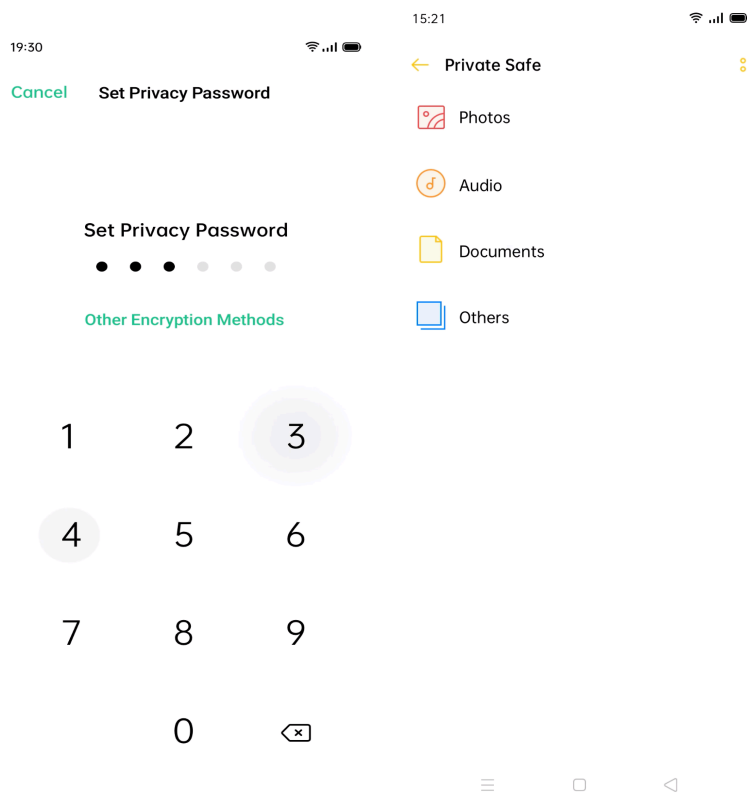 19:30
Cancel Set Privacy Password
Set Privacy Password
Other Encryption Methods
1 2 3
4 5 6
7 8 9
0
15:21
Private Safe
Photos
Audio
Documents
Others